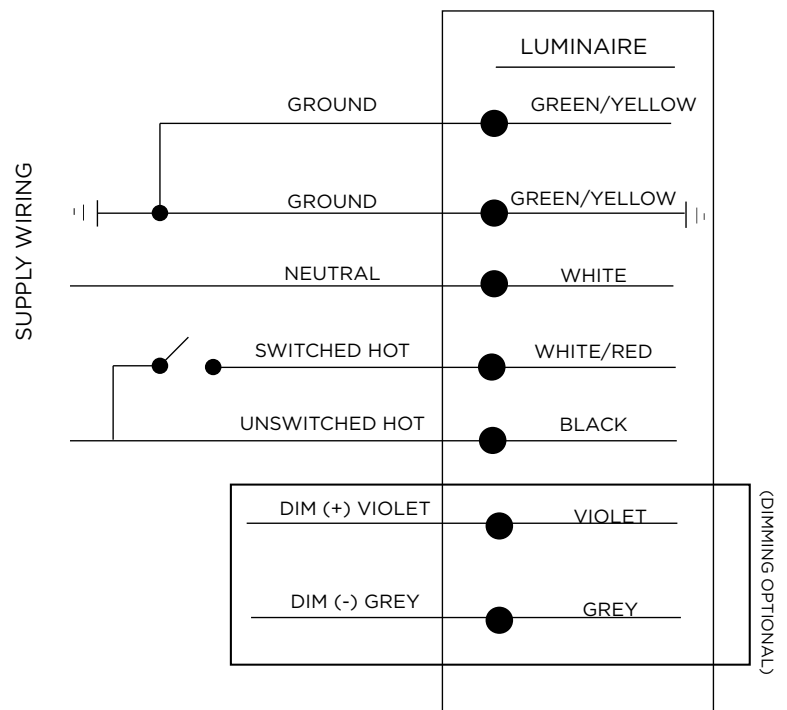 LUMINAIRE
GROUND GREEN/YELLOW
SUPPLY WIRING
GROUND GREEN/YELLOW
NEUTRAL WHITE
SWITCHED HOT WHITE/RED
UNSWITCHED HOT BLACK
DIM (+) VIOLET VIOLET
DIM (-) GREY GREY
(DIMMING OPTIONAL)